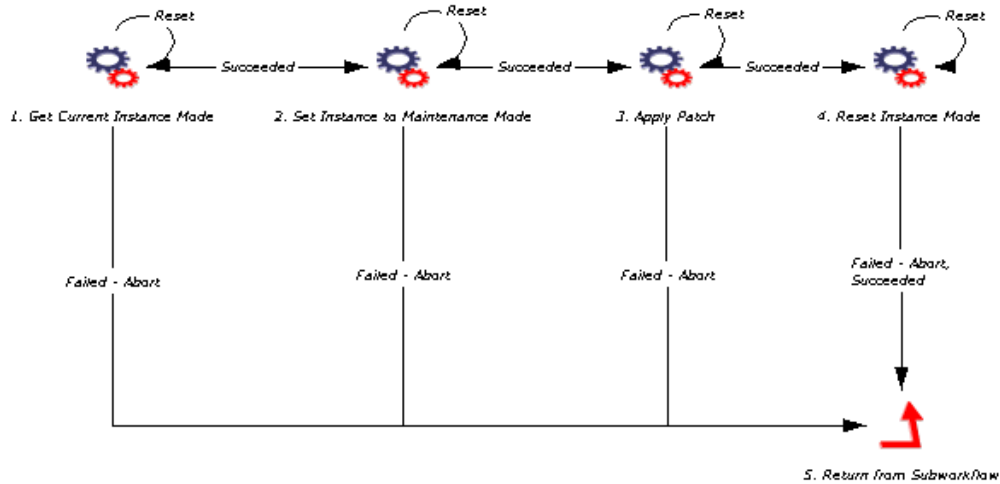 Reset
Reset
Reset
Reset
Succeeded
Succeeded
Succeeded
1. Get Current Instance Mode
2. Set Instance to Maintenance Mode
3. Apply Patch
4. Reset Instance Mode
Failed - Abort
Failed - Abort
Failed - Abort
Failed - Abort,
Succeeded
5. Return from Subworkflow